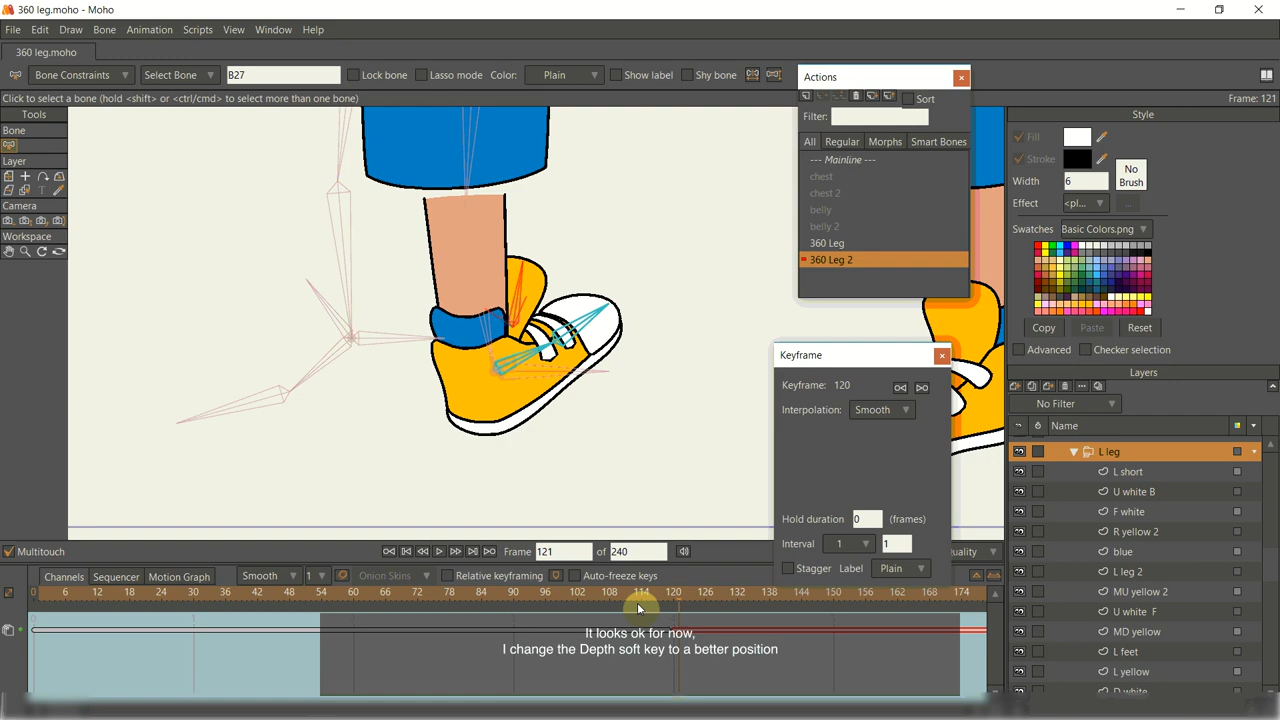 360 leg.moho - Moho
File Edit Draw Bone Animation Scripts View Window Help
360 leg.moho
Bone Constraints Select Bone B27 Lock bone Lasso mode Color: Plain Show label Shy bone
Click to select a bone (hold <shift> or <ctrl/cmd> to select more than one bone) Frame: 121
Tools
Bone
Layer
Camera
Workspace
Actions
Sort
Filter:
All Regular Morphs Smart Bones
--- Mainline ---
chest
chest 2
belly
belly 2
360 Leg
360 Leg 2
Keyframe
Keyframe: 120
Interpolation: Smooth
Hold duration 0 (frames)
Interval 1 1
Stagger Label Plain
Style
Fill
Stroke
Width 6
No
Brush
Effect <pl...
Swatches Basic Colors.png
Copy Paste Reset
Advanced Checker selection
Layers
No Filter
Name
L leg
L short
U white B
F white
R yellow 2
blue
L leg 2
MU yellow 2
U white F
MD yellow
L feet
L yellow
D white
Multitouch Frame 121 of 240 Quality
Channels Sequencer Motion Graph Smooth 1 Onion Skins Relative keyframing Auto-freeze keys
0 6 12 18 24 30 36 42 48 54 60 66 72 78 84 90 96 102 108 114 120 126 132 138 144 150 156 162 168 174
It looks ok for now,
I change the Depth soft key to a better position